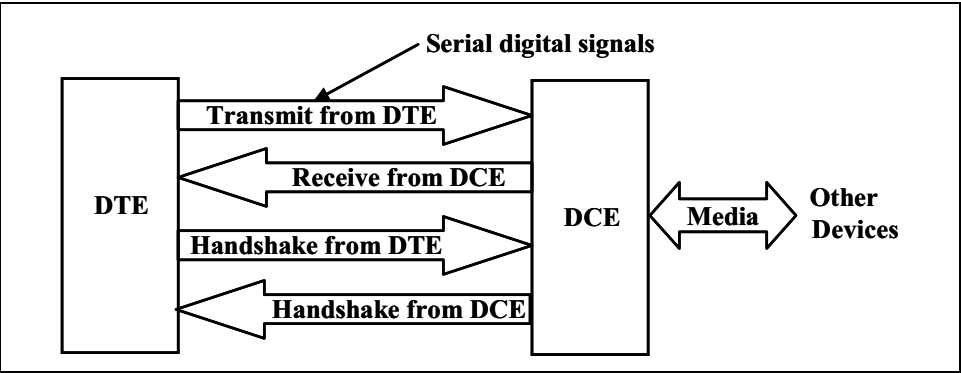 Serial digital signals
Transmit from DTE
Receive from DCE
DTE
DCE
Media
Other
Devices
Handshake from DTE
Handshake from DCE